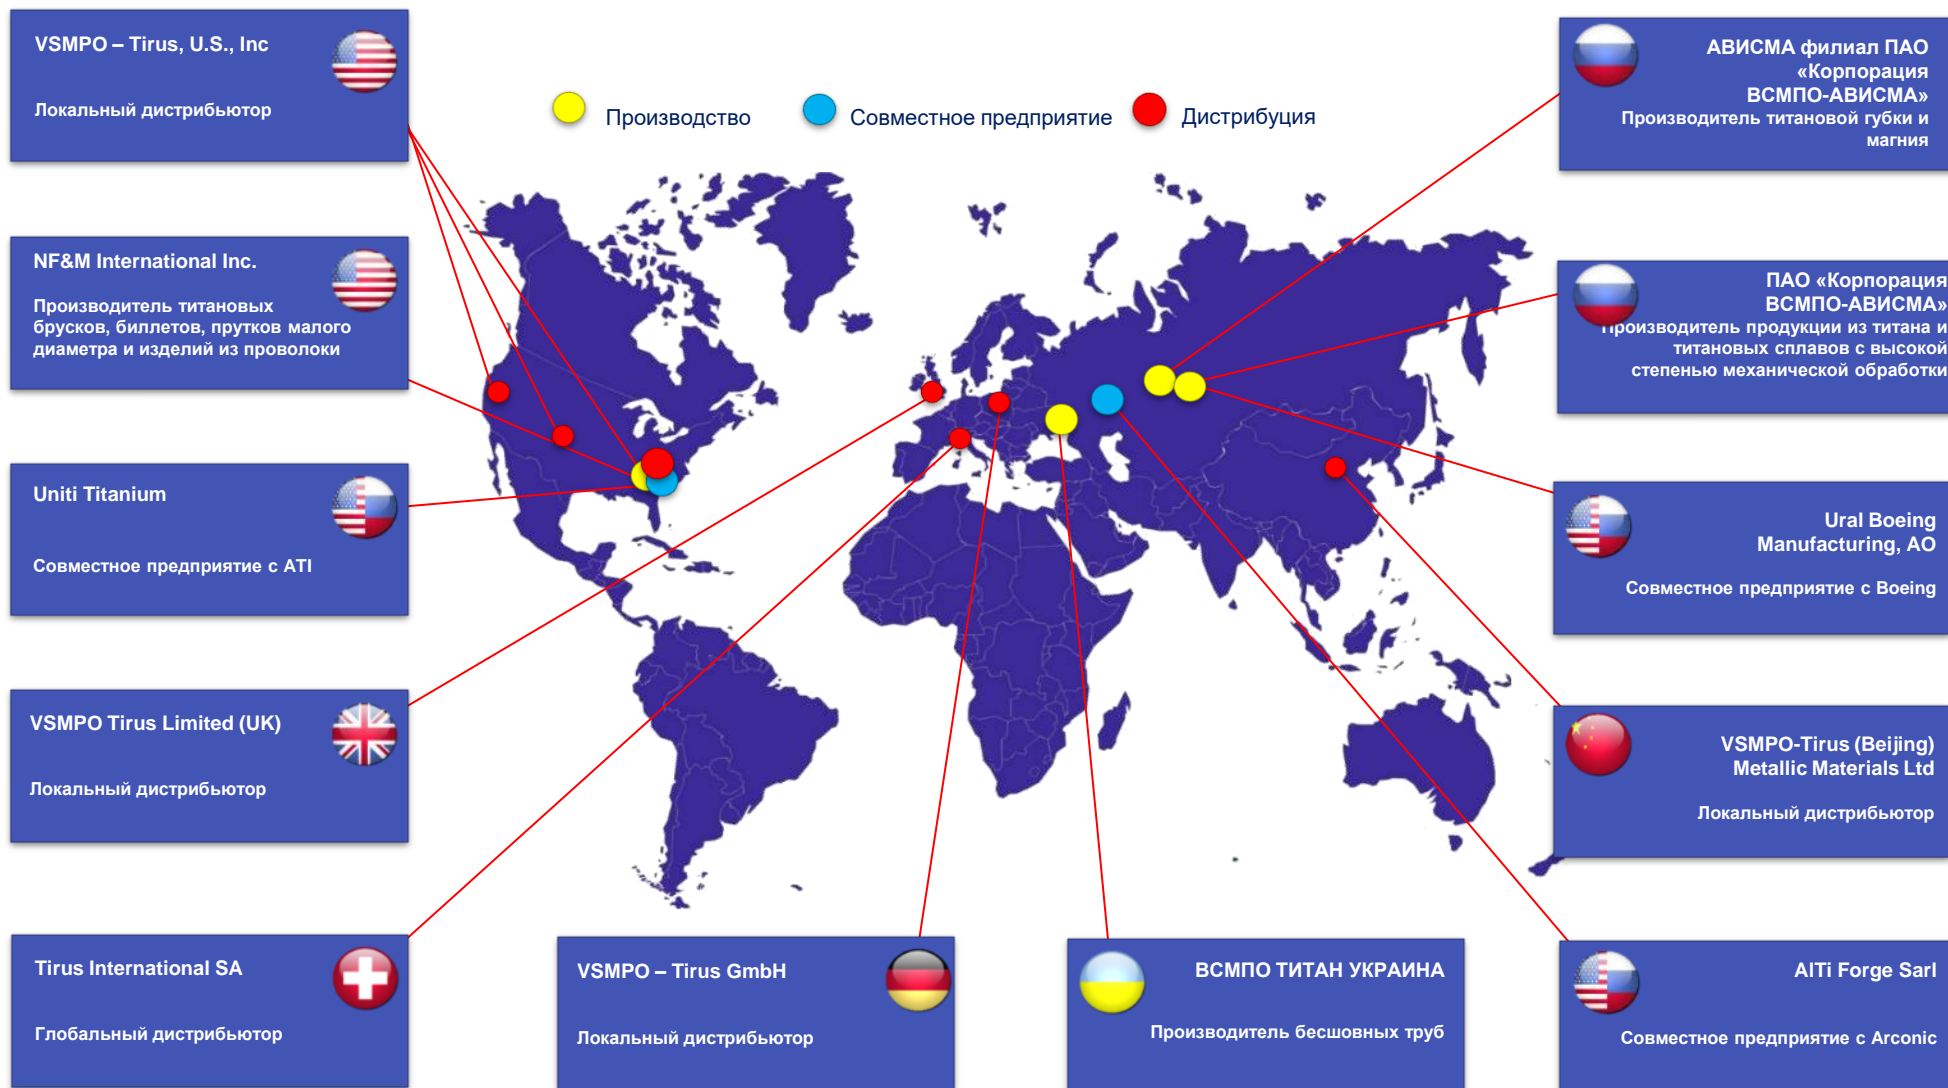 VSMPO – Tirus, U.S., Inc
Локальный дистрибьютор
Производство
Совместное предприятие
Дистрибуция
АВИСМА филиал ПАО
«Корпорация
ВСМПО-АВИСМА»
Производитель титановой губки и
магния
NF&M International Inc.
Производитель титановых
брусков, биллетов, прутков малого
диаметра и изделий из проволоки
ПАО «Корпорация
ВСМПО-АВИСМА»
Производитель продукции из титана и
титановых сплавов с высокой
степенью механической обработки
Uniti Titanium
Совместное предприятие с ATI
Ural Boeing
Manufacturing, АО
Совместное предприятие с Boeing
VSMPO Tirus Limited (UK)
Локальный дистрибьютор
VSMPO-Tirus (Beijing)
Metallic Materials Ltd
Локальный дистрибьютор
Tirus International SA
Глобальный дистрибьютор
VSMPO – Tirus GmbH
Локальный дистрибьютор
ВСМПО ТИТАН УКРАИНА
Производитель бесшовных труб
AlTi Forge Sarl
Совместное предприятие с Arconic